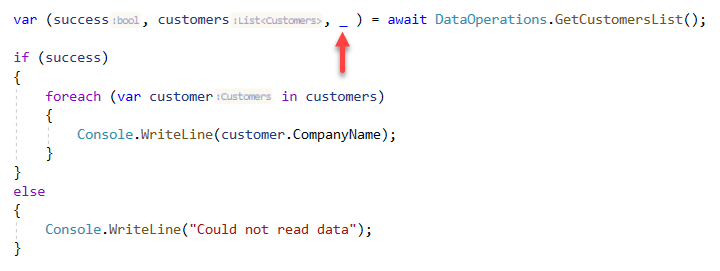 var (success:bool, customers:List<Customers>, _ ) = await DataOperations.GetCustomersList();
if (success)
{
foreach (var customer:Customers in customers)
{
Console.WriteLine(customer.CompanyName);
}
}
else
{
Console.WriteLine("Could not read data");
}